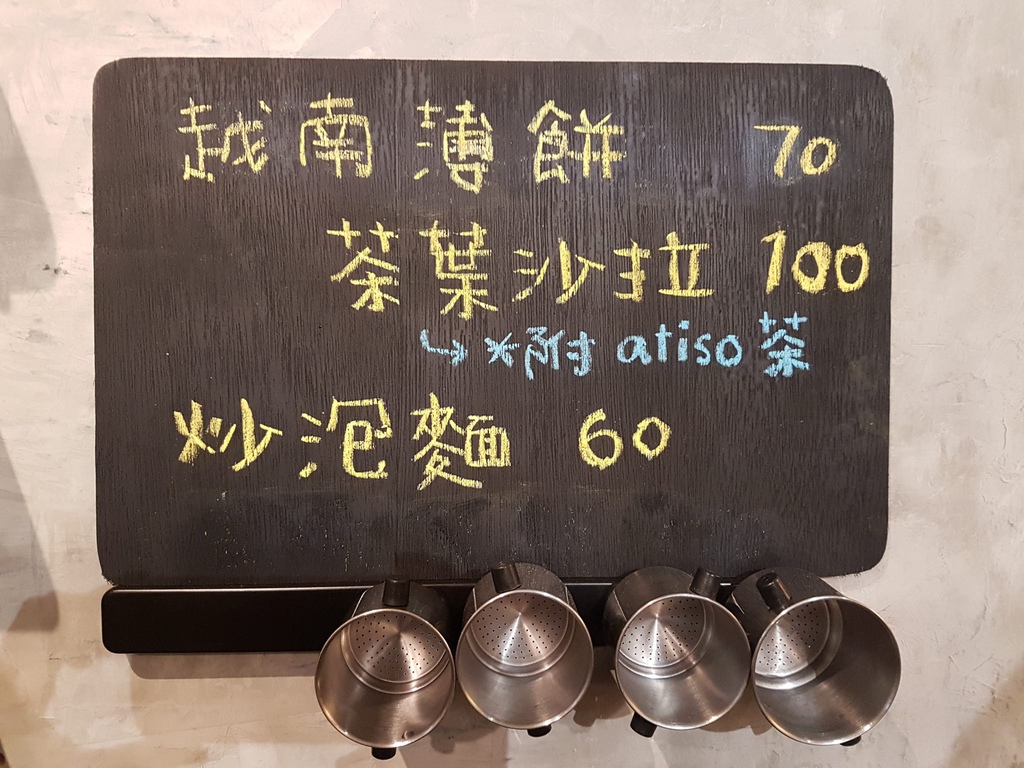 越南薄餅 70
茶葉沙拉 100
↳ *附 atiso 茶
炒泡麵 60